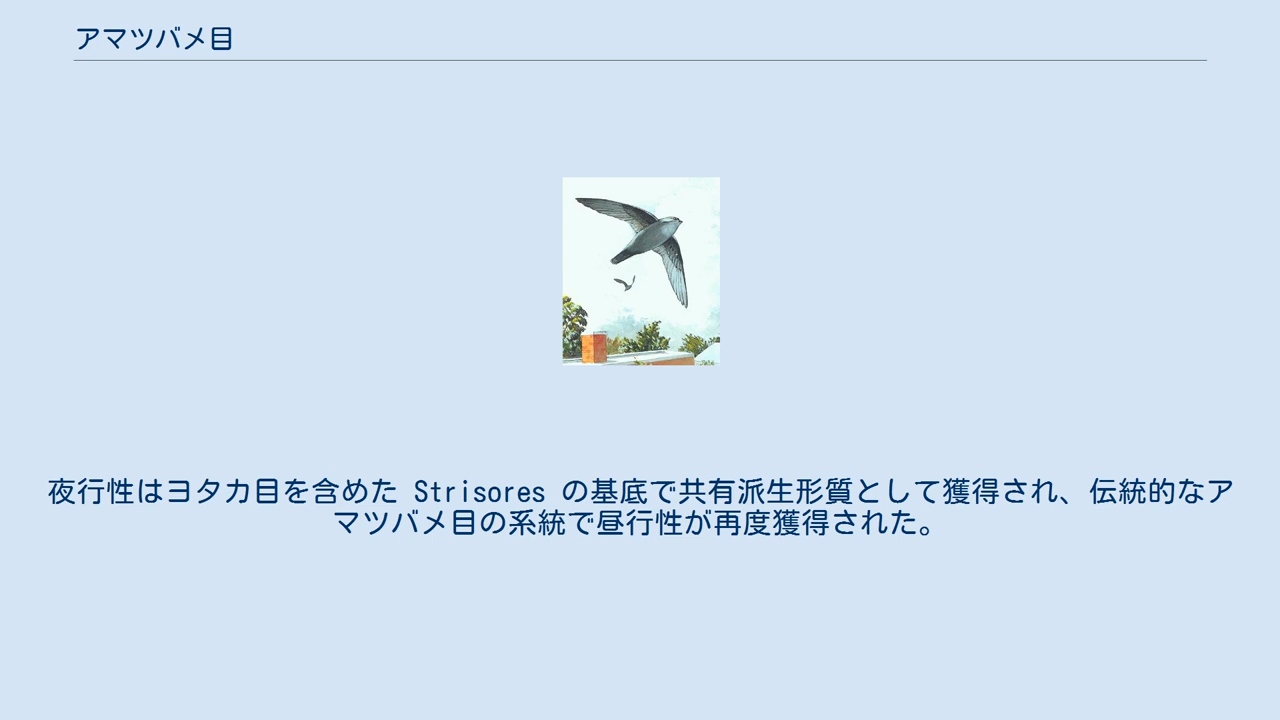 アマツバメ目
夜行性はヨタカ目を含めた Strisores の基底で共有派生形質として獲得され、伝統的なア
マツバメ目の系統で昼行性が再度獲得された。